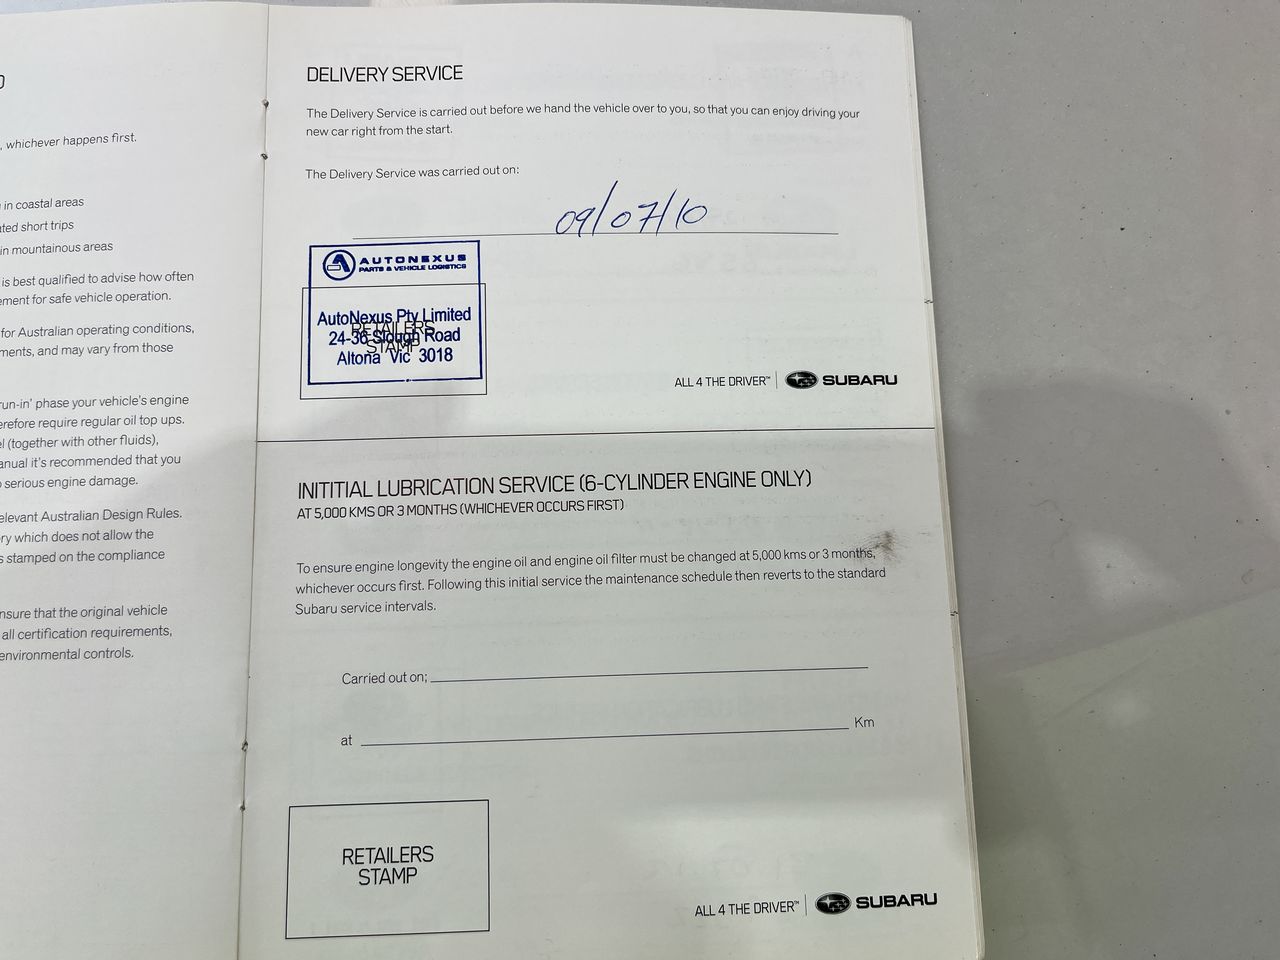 , whichever happens first.
in coastal areas
ated short trips
in mountainous areas
is best qualified to advise how often
ement for safe vehicle operation.
for Australian operating conditions,
ments, and may vary from those
run-in' phase your vehicle's engine
erefore require regular oil top ups.
el (together with other fluids),
anual it's recommended that you
serious engine damage.
elevant Australian Design Rules.
ry which does not allow the
s stamped on the compliance
nsure that the original vehicle
all certification requirements,
environmental controls.
DELIVERY SERVICE
The Delivery Service is carried out before we hand the vehicle over to you, so that you can enjoy driving your
new car right from the start.
The Delivery Service was carried out on:
09/07/10
AUTONEXUS
PARTS & VEHICLE LOGISTICS
AutoNexus Pty Limited
24-36 Slough Road
Altona Vic 3018
RETAILERS
STAMP
ALL 4 THE DRIVER™ SUBARU
INITITIAL LUBRICATION SERVICE (6-CYLINDER ENGINE ONLY)
AT 5,000 KMS OR 3 MONTHS (WHICHEVER OCCURS FIRST)
To ensure engine longevity the engine oil and engine oil filter must be changed at 5,000 kms or 3 months,
whichever occurs first. Following this initial service the maintenance schedule then reverts to the standard
Subaru service intervals.
Carried out on;
at Km
RETAILERS
STAMP
ALL 4 THE DRIVER™ SUBARU